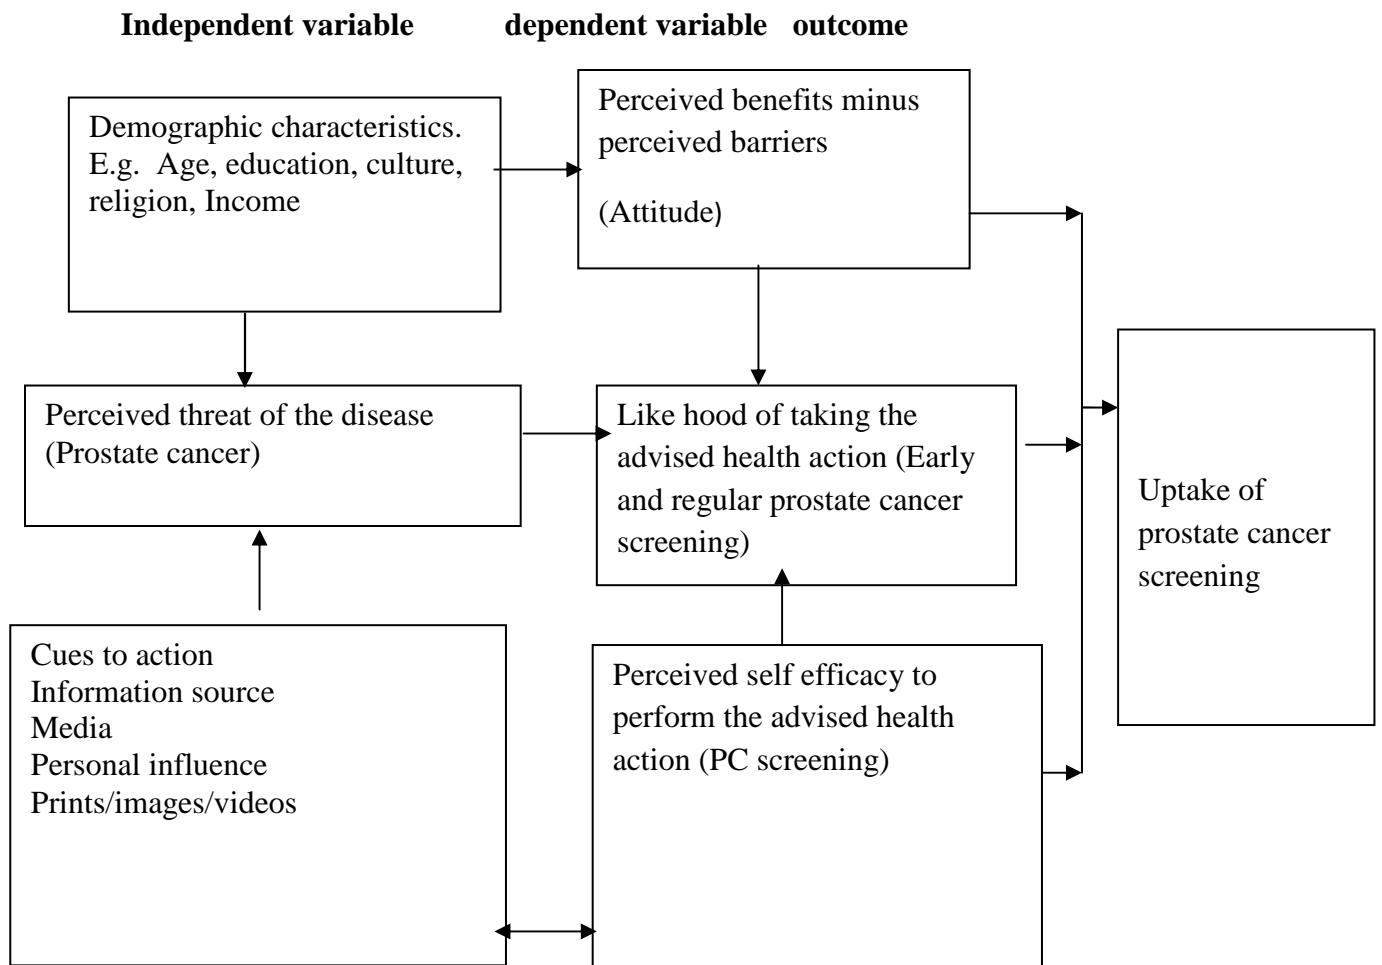 Independent variable dependent variable outcome
Demographic characteristics.
E.g. Age, education, culture,
religion, Income
Perceived benefits minus
perceived barriers
(Attitude)
Perceived threat of the disease
(Prostate cancer)
Like hood of taking the
advised health action (Early
and regular prostate cancer
screening)
Uptake of
prostate cancer
screening
Cues to action
Information source
Media
Personal influence
Prints/images/videos
Perceived self efficacy to
perform the advised health
action (PC screening)